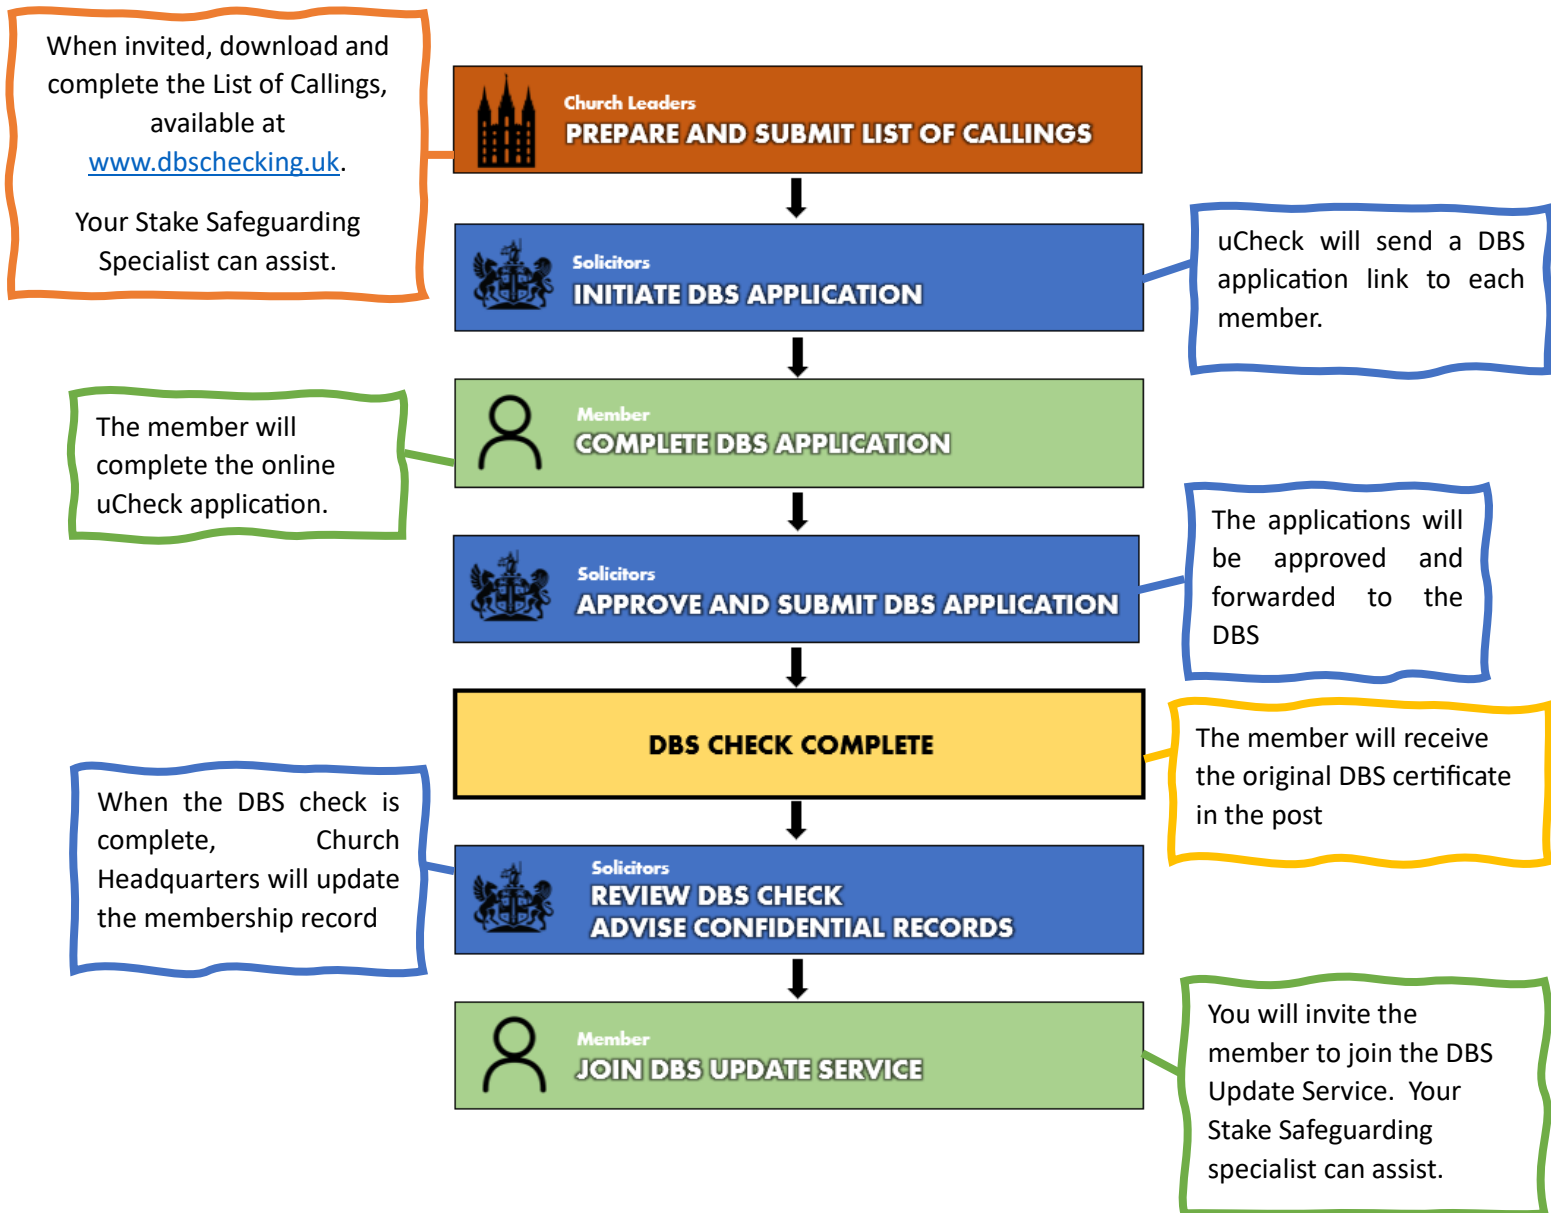 When invited, download and
complete the List of Callings,
available at
www.dbschecking.uk.
Your Stake Safeguarding
Specialist can assist.
Church Leaders
PREPARE AND SUBMIT LIST OF CALLINGS
Solicitors
INITIATE DBS APPLICATION
uCheck will send a DBS
application link to each
member.
Member
COMPLETE DBS APPLICATION
The member will
complete the online
uCheck application.
Solicitors
APPROVE AND SUBMIT DBS APPLICATION
The applications will
be approved and
forwarded to the
DBS
DBS CHECK COMPLETE
The member will receive
the original DBS certificate
in the post
When the DBS check is
complete, Church
Headquarters will update
the membership record
Solicitors
REVIEW DBS CHECK
ADVISE CONFIDENTIAL RECORDS
Member
JOIN DBS UPDATE SERVICE
You will invite the
member to join the DBS
Update Service. Your
Stake Safeguarding
specialist can assist.